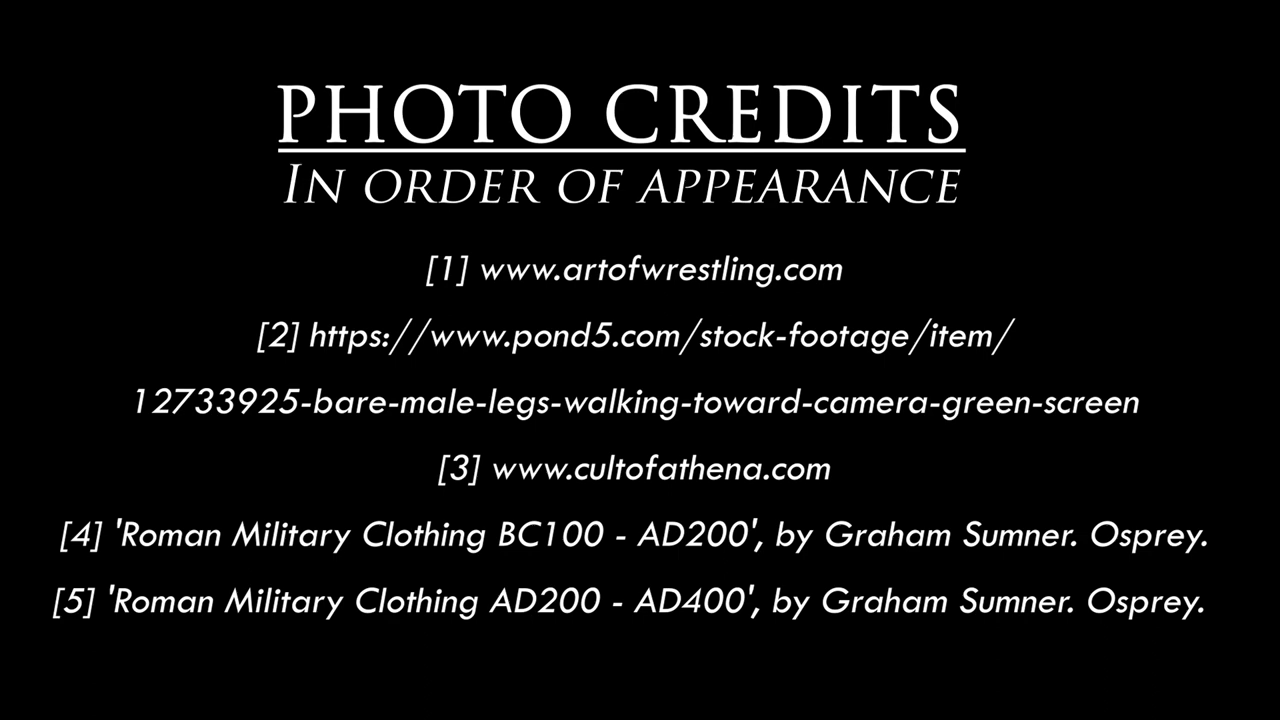 PHOTO CREDITS
IN ORDER OF APPEARANCE
[1] www.artofwrestling.com
[2] https://www.pond5.com/stock-footage/item/
12733925-bare-male-legs-walking-toward-camera-green-screen
[3] www.cultofathena.com
[4] 'Roman Military Clothing BC100 - AD200', by Graham Sumner. Osprey.
[5] 'Roman Military Clothing AD200 - AD400', by Graham Sumner. Osprey.